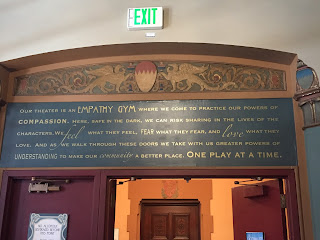 EXIT
OUR THEATER IS AN EMPATHY GYM WHERE WE COME TO PRACTICE OUR POWERS OF
COMPASSION. HERE, SAFE IN THE DARK, WE CAN RISK SHARING IN THE LIVES OF THE
CHARACTERS. WE feel WHAT THEY FEEL, FEAR WHAT THEY FEAR, AND love WHAT THEY
LOVE. AND AS WE WALK THROUGH THESE DOORS WE TAKE WITH US GREATER POWERS OF
UNDERSTANDING TO MAKE OUR community A BETTER PLACE. ONE PLAY AT A TIME.